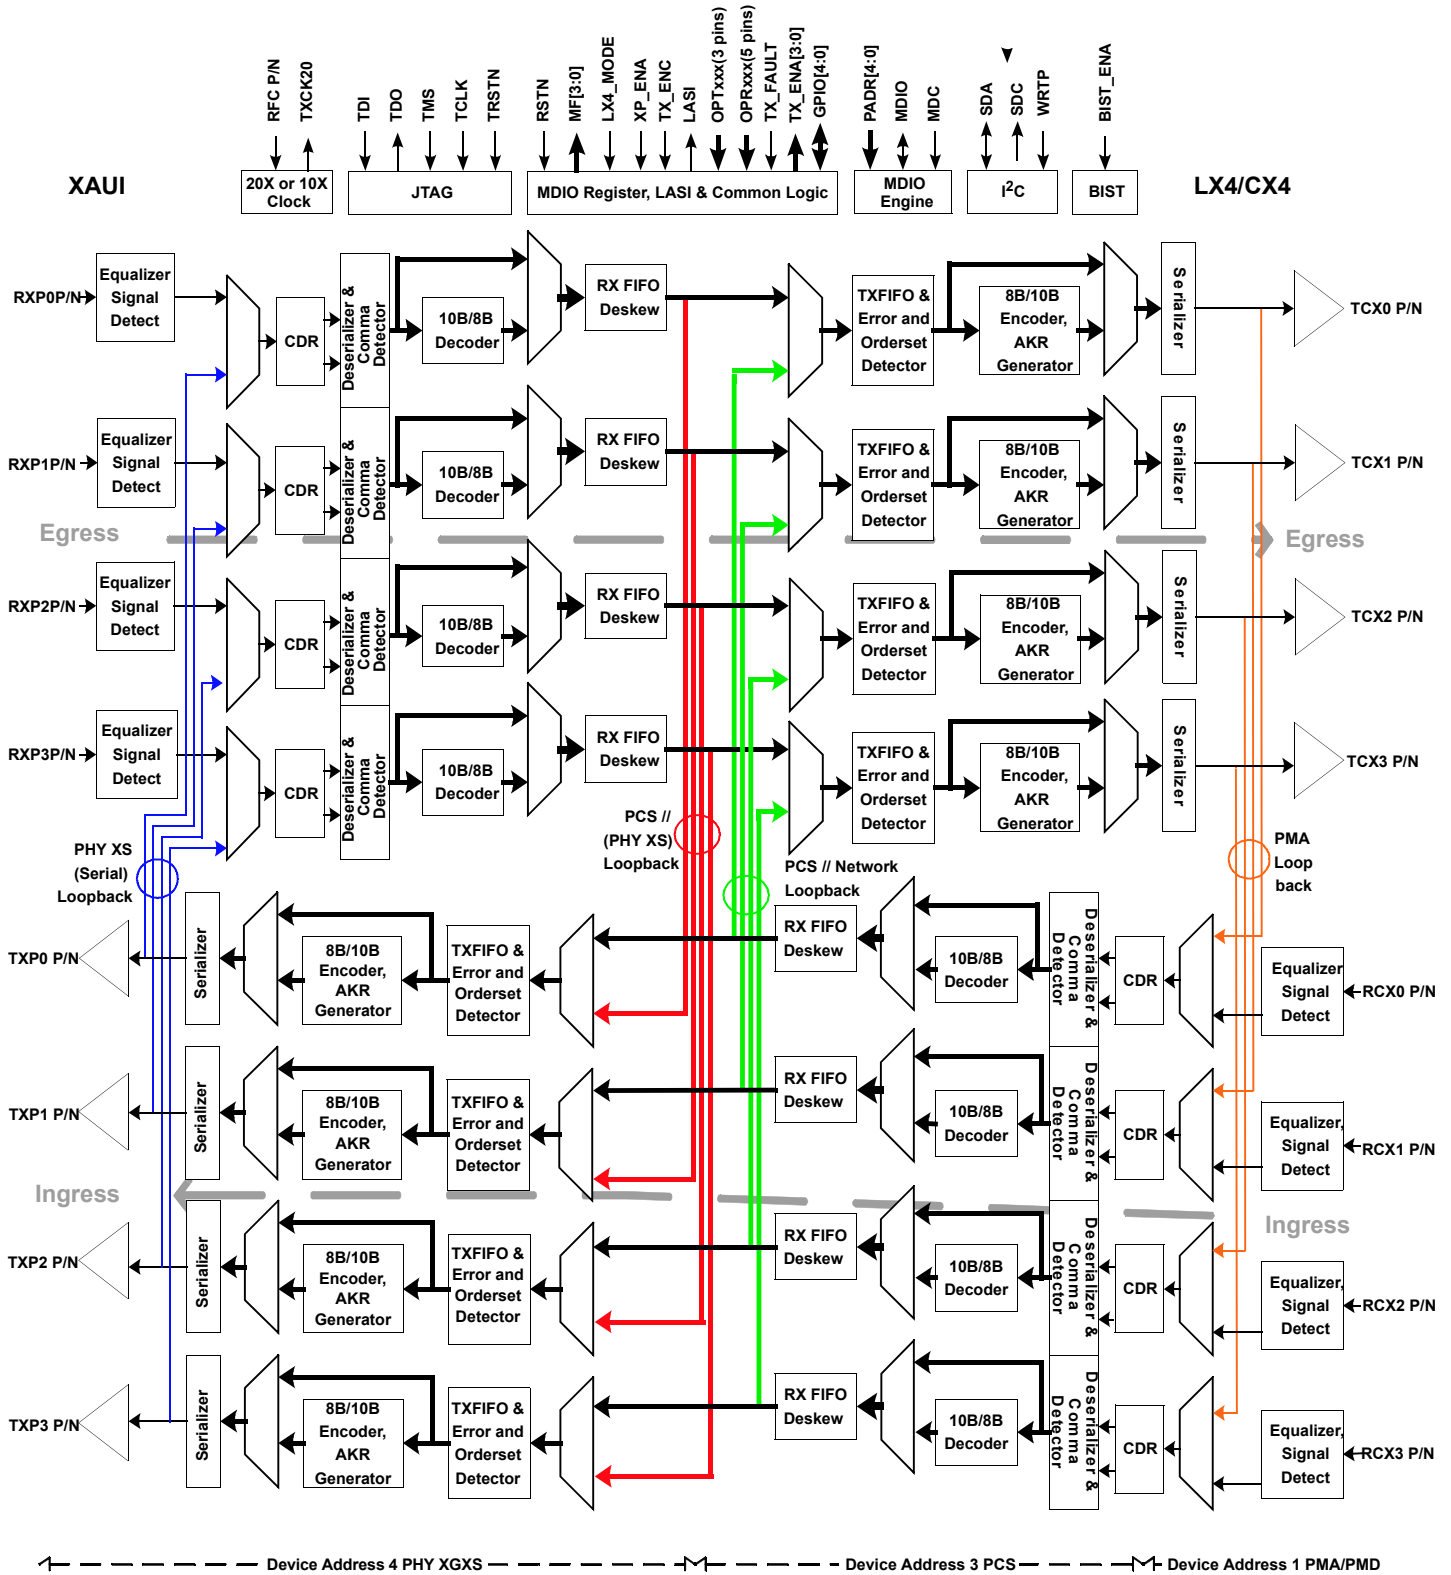 RFC P/N
TXCK20
TDI
TDO
TMS
TCLK
TRSTN
RSTN
MF[3:0]
LX4_MODE
XP_ENA
TX_ENC
LASI
OPTxxx(3 pins)
OPRxxx(5 pins)
TX_FAULT
TX_ENA[3:0]
GPIO[4:0]
PADR[4:0]
MDIO
MDC
SDA
SDC
WRTP
BIST_ENA
XAUI
20X or 10X
Clock
JTAG
MDIO Register, LASI & Common Logic
MDIO
Engine
I2C
BIST
LX4/CX4
RXP0P/N
Equalizer
Signal
Detect
CDR
Deserializer &
Comma
Detector
10B/8B
Decoder
RX FIFO
Deskew
TXFIFO &
Error and
Orderset
Detector
8B/10B
Encoder,
AKR
Generator
Serializer
TCX0 P/N
RXP1P/N
Equalizer
Signal
Detect
CDR
Deserializer &
Comma
Detector
10B/8B
Decoder
RX FIFO
Deskew
TXFIFO &
Error and
Orderset
Detector
8B/10B
Encoder,
AKR
Generator
Serializer
TCX1 P/N
Egress
Egress
RXP2P/N
Equalizer
Signal
Detect
CDR
Deserializer &
Comma
Detector
10B/8B
Decoder
RX FIFO
Deskew
TXFIFO &
Error and
Orderset
Detector
8B/10B
Encoder,
AKR
Generator
Serializer
TCX2 P/N
RXP3P/N
Equalizer
Signal
Detect
CDR
Deserializer &
Comma
Detector
10B/8B
Decoder
RX FIFO
Deskew
TXFIFO &
Error and
Orderset
Detector
8B/10B
Encoder,
AKR
Generator
Serializer
TCX3 P/N
PHY XS
(Serial)
Loopback
PCS //
(PHY XS)
Loopback
PCS // Network
Loopback
PMA
Loop
back
TXP0 P/N
Serializer
8B/10B
Encoder,
AKR
Generator
TXFIFO &
Error and
Orderset
Detector
RX FIFO
Deskew
10B/8B
Decoder
Deserializer &
Comma
Detector
CDR
Equalizer
Signal
Detect
RCX0 P/N
TXP1 P/N
Serializer
8B/10B
Encoder,
AKR
Generator
TXFIFO &
Error and
Orderset
Detector
RX FIFO
Deskew
10B/8B
Decoder
Deserializer &
Comma
Detector
CDR
Equalizer,
Signal
Detect
RCX1 P/N
Ingress
Ingress
TXP2 P/N
Serializer
8B/10B
Encoder,
AKR
Generator
TXFIFO &
Error and
Orderset
Detector
RX FIFO
Deskew
10B/8B
Decoder
Deserializer &
Comma
Detector
CDR
Equalizer,
Signal
Detect
RCX2 P/N
TXP3 P/N
Serializer
8B/10B
Encoder,
AKR
Generator
TXFIFO &
Error and
Orderset
Detector
RX FIFO
Deskew
10B/8B
Decoder
Deserializer &
Comma
Detector
CDR
Equalizer,
Signal
Detect
RCX3 P/N
Device Address 4 PHY XGXS
Device Address 3 PCS
Device Address 1 PMA/PMD